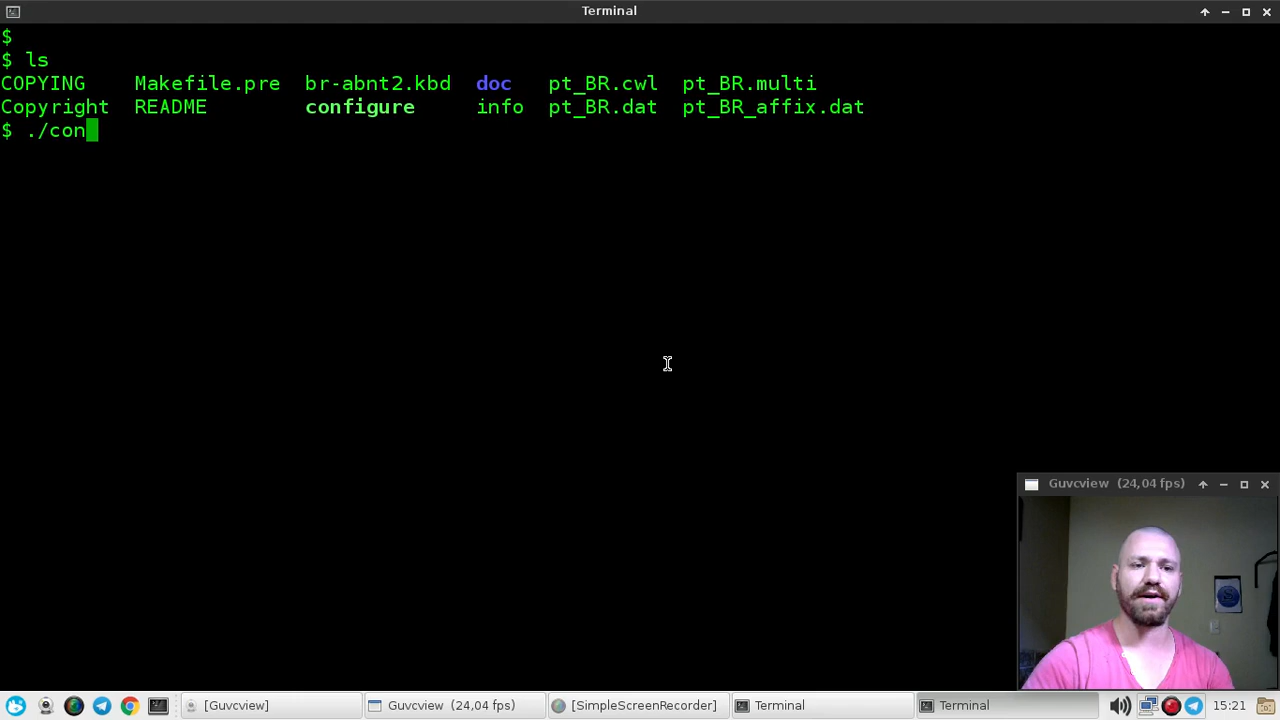 Terminal
$
$ ls
COPYING Makefile.pre br-abnt2.kbd doc pt_BR.cwl pt_BR.multi
Copyright README configure info pt_BR.dat pt_BR_affix.dat
$ ./con
Guvcview (24,04 fps)
[Guvcview] Guvcview (24,04 fps) [SimpleScreenRecorder] Terminal Terminal 15:21